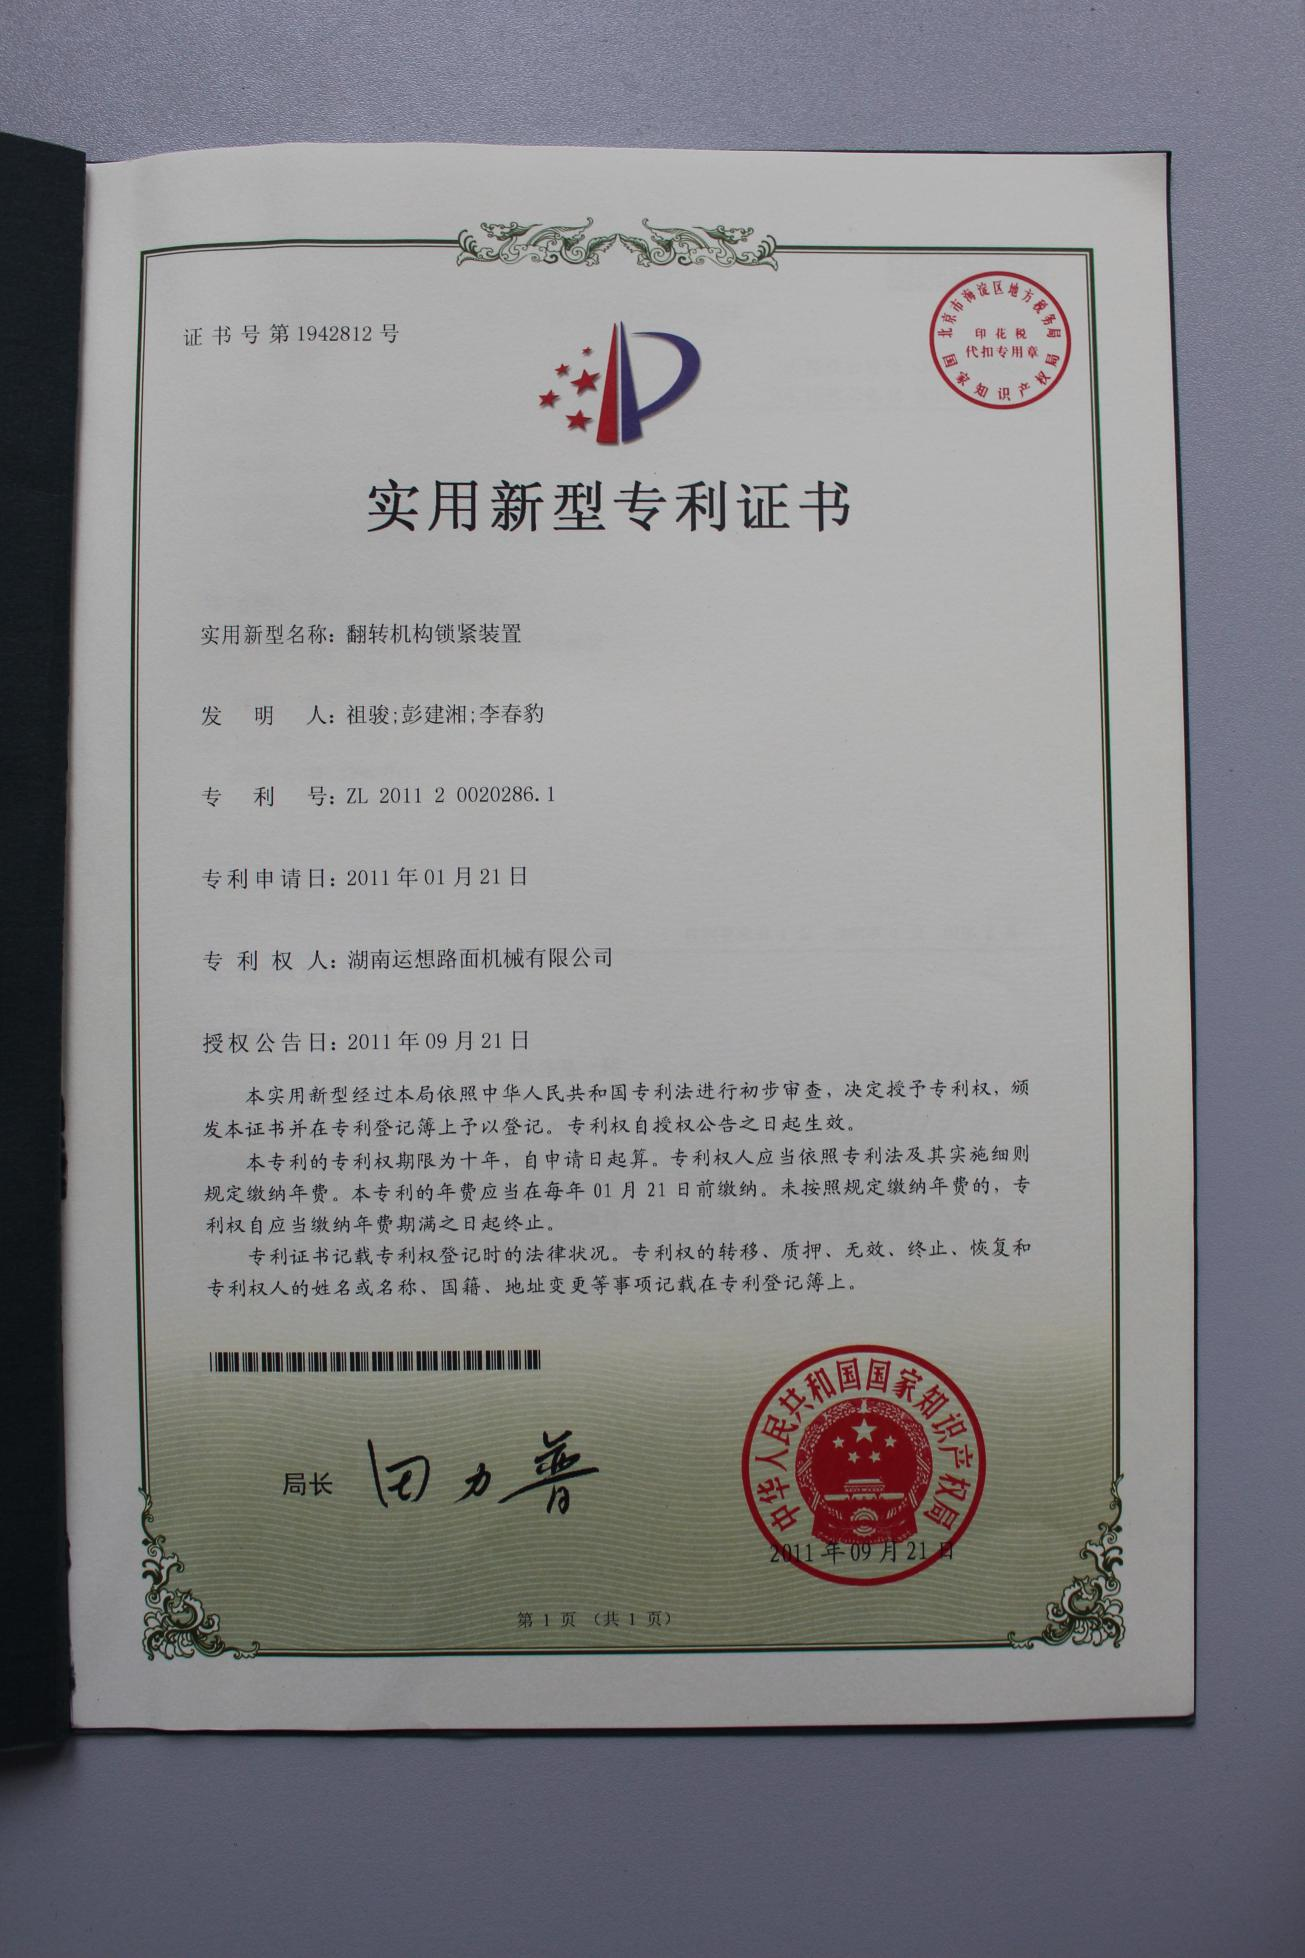 证书号第1942812号
北京市海淀区地方税务局
印花税
代扣专用章
国家知识产权局
实用新型专利证书
实用新型名称：翻转机构锁紧装置
发明人：祖骏;彭建湘;李春豹
专利号：ZL 2011 2 0020286.1
专利申请日：2011年01月21日
专利权人：湖南运想路面机械有限公司
授权公告日：2011年09月21日
本实用新型经过本局依照中华人民共和国专利法进行初步审查，决定授予专利权，颁
发本证书并在专利登记簿上予以登记。专利权自授权公告之日起生效。
本专利的专利权期限为十年，自申请日起算。专利权人应当依照专利法及其实施细则
规定缴纳年费。本专利的年费应当在每年01月21日前缴纳。未按照规定缴纳年费的，专
利权自应当缴纳年费期满之日起终止。
专利证书记载专利权登记时的法律状况。专利权的转移、质押、无效、终止、恢复和
专利权人的姓名或名称、国籍、地址变更等事项记载在专利登记簿上。
局长 田力普
中华人民共和国国家知识产权局
2011年09月21日
第1页（共1页）